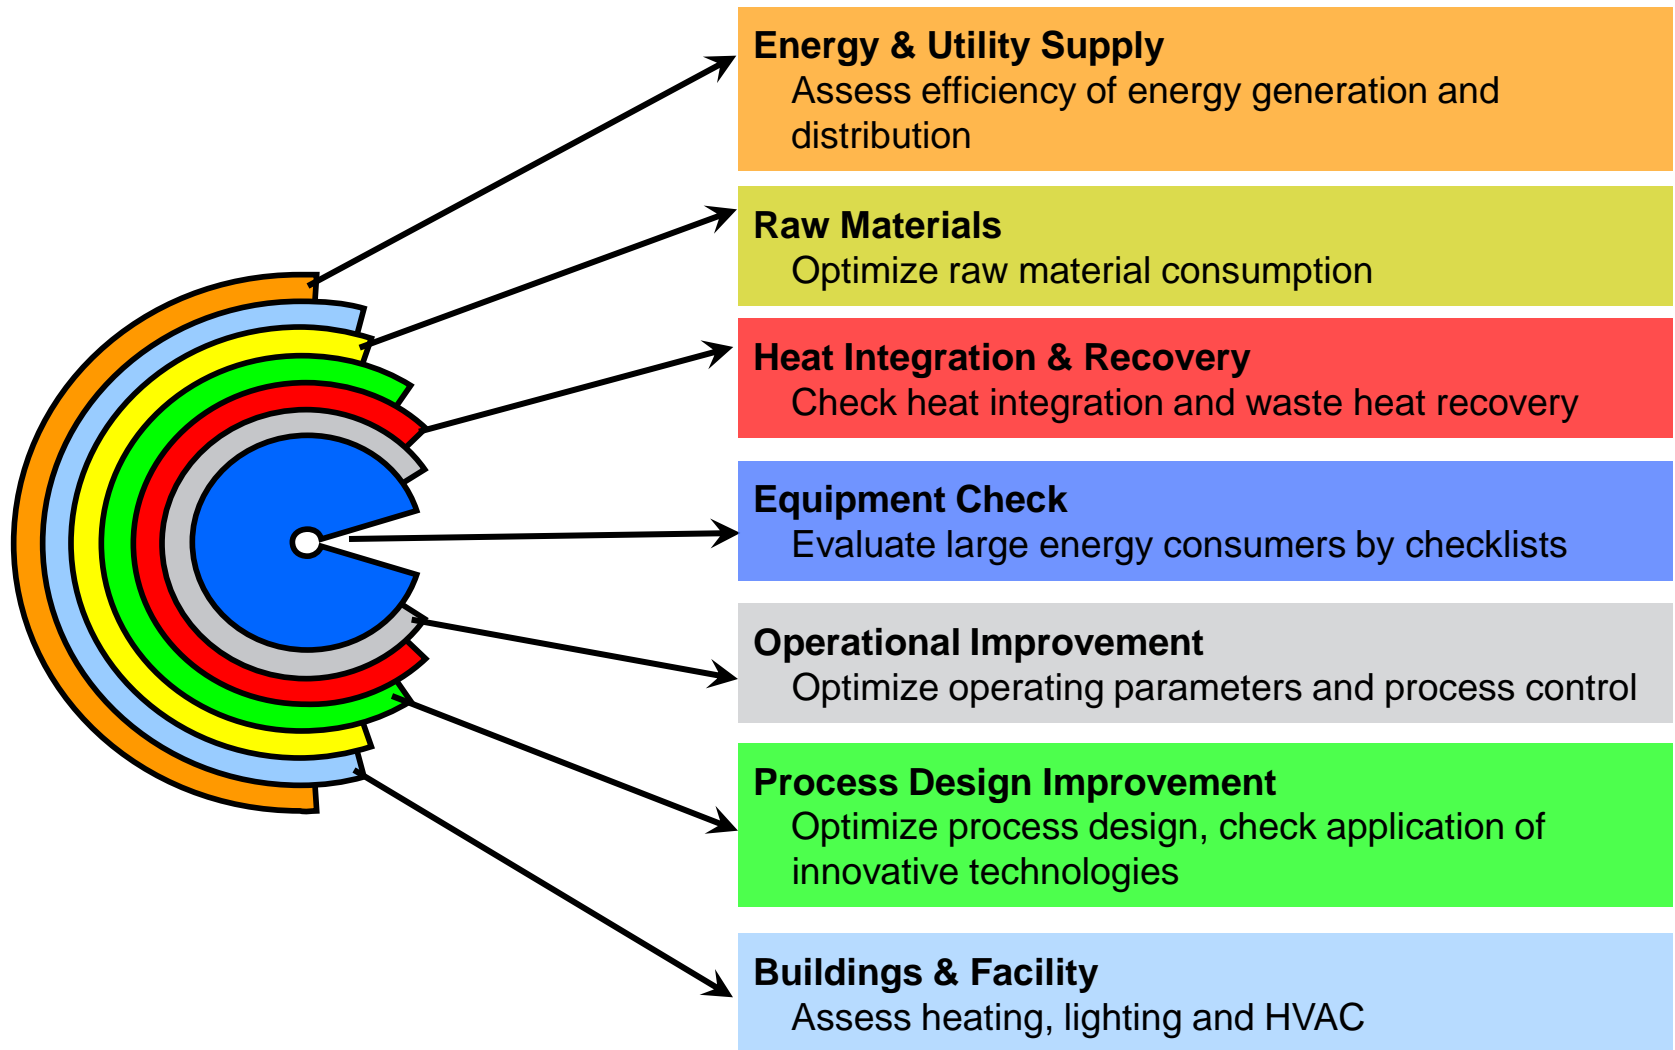 Energy & Utility Supply
Assess efficiency of energy generation and
distribution
Raw Materials
Optimize raw material consumption
Heat Integration & Recovery
Check heat integration and waste heat recovery
Equipment Check
Evaluate large energy consumers by checklists
Operational Improvement
Optimize operating parameters and process control
Process Design Improvement
Optimize process design, check application of
innovative technologies
Buildings & Facility
Assess heating, lighting and HVAC